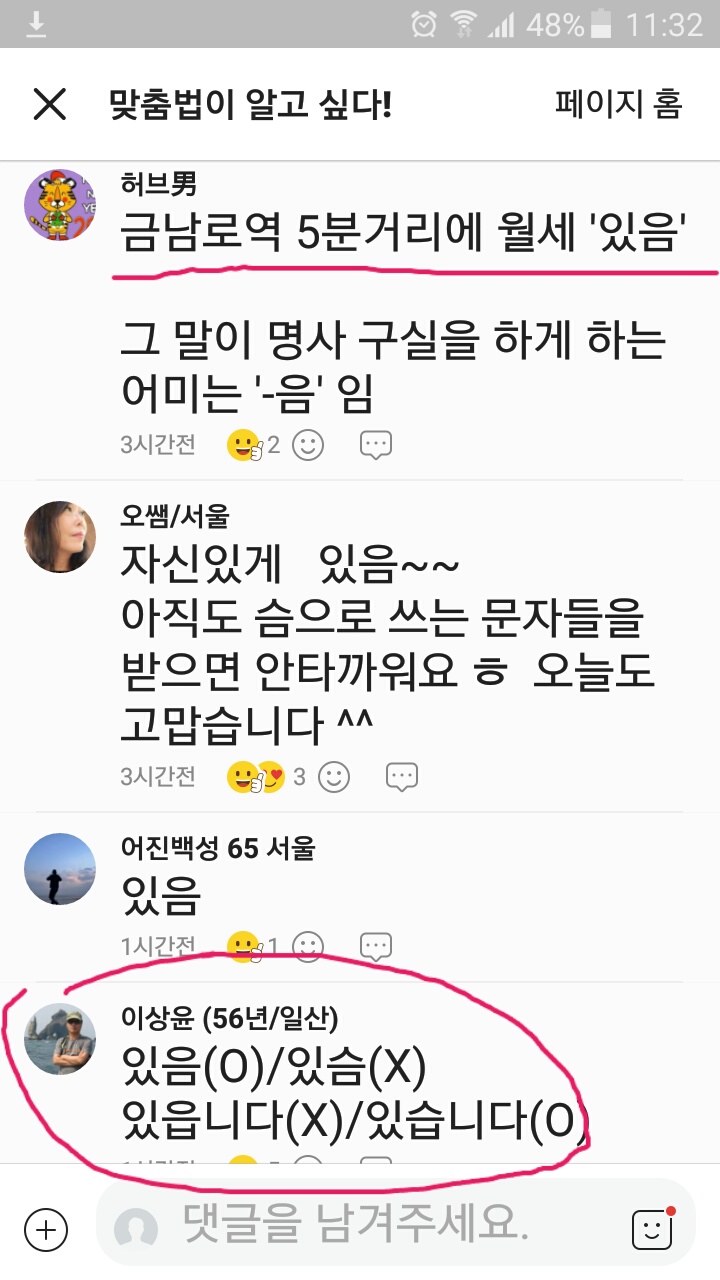 48% 11:32
맞춤법이 알고 싶다! 페이지 홈
허브男
금남로역 5분거리에 월세 '있음'
그 말이 명사 구실을 하게 하는
어미는 '-음' 임
3시간전 2
오쌤/서울
자신있게 있음~~
아직도 슴으로 쓰는 문자들을
받으면 안타까워요 ㅎ 오늘도
고맙습니다 ^^
3시간전 3
어진백성 65 서울
있음
1시간전 1
이상윤 (56년/일산)
있음(O)/있슴(X)
있읍니다(X)/있습니다(O)
댓글을 남겨주세요.